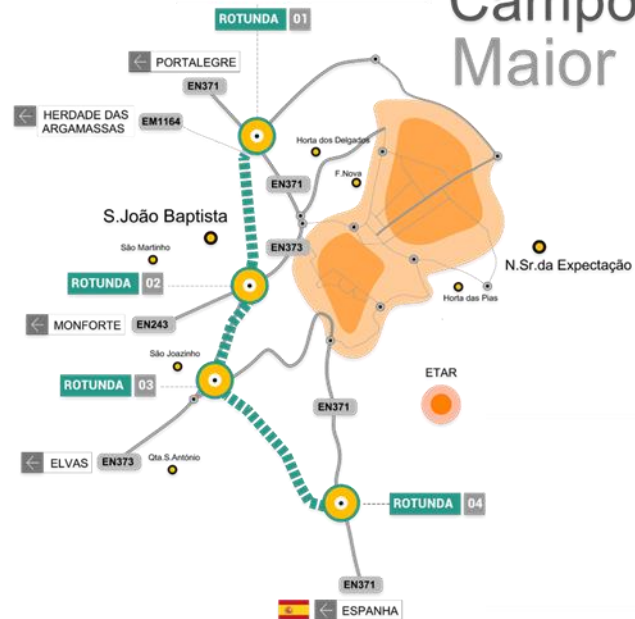 Campo
Maior
ROTUNDA 01
PORTALEGRE
EN371
HERDADE DAS
ARGAMASSAS
EM1164
Horta dos Delgados
F.Nova
EN371
S.João Baptista
EN373
São Martinho
N.Sr.da Expectação
ROTUNDA 02
Horta das Pias
MONFORTE
EN243
São Joazinho
ETAR
ROTUNDA 03
EN371
ELVAS
EN373
Qta.S.António
ROTUNDA 04
EN371
ESPANHA